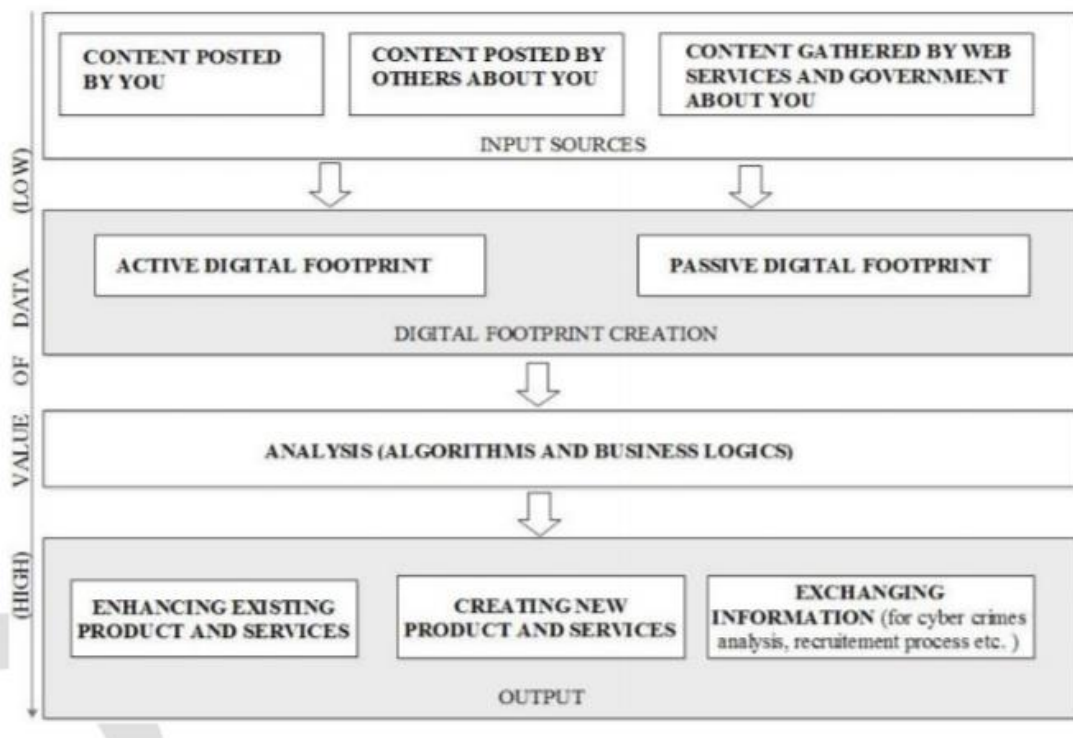 CONTENT POSTED
BY YOU
CONTENT POSTED BY
OTHERS ABOUT YOU
CONTENT GATHERED BY WEB
SERVICES AND GOVERNMENT
ABOUT YOU
INPUT SOURCES
ACTIVE DIGITAL FOOTPRINT
PASSIVE DIGITAL FOOTPRINT
DIGITAL FOOTPRINT CREATION
ANALYSIS (ALGORITHMS AND BUSINESS LOGICS)
ENHANCING EXISTING
PRODUCT AND SERVICES
CREATING NEW
PRODUCT AND SERVICES
EXCHANGING
INFORMATION (for cyber crimes
analysis, recruitement process etc. )
OUTPUT
(HIGH) VALUE OF DATA (LOW)